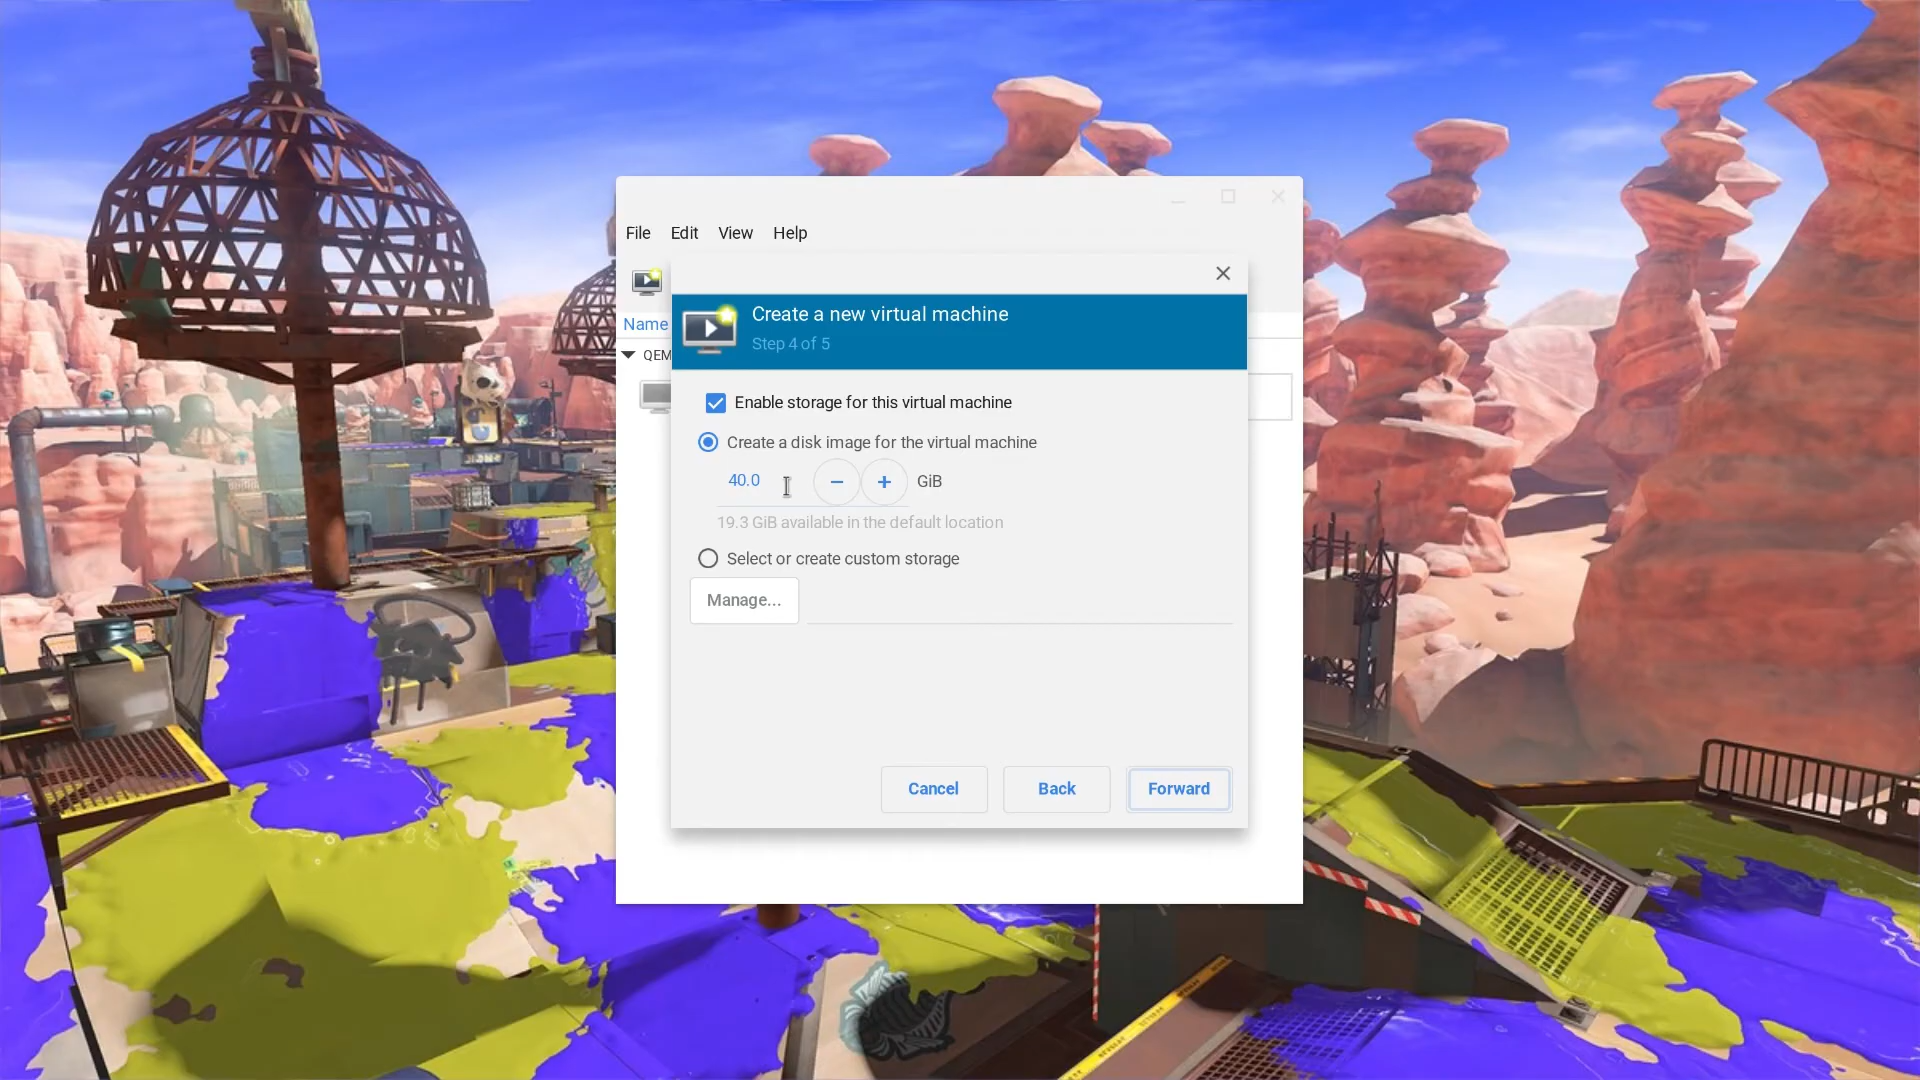 File Edit View Help
Name
QEM
Create a new virtual machine
Step 4 of 5
Enable storage for this virtual machine
Create a disk image for the virtual machine
40.0 − + GiB
19.3 GiB available in the default location
Select or create custom storage
Manage...
Cancel Back Forward